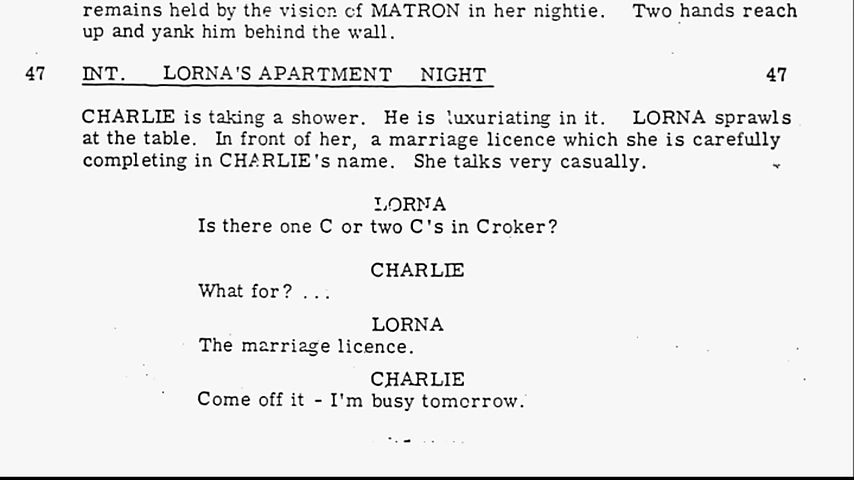 remains held by the vision of MATRON in her nightie. Two hands reach
up and yank him behind the wall.
47 INT. LORNA'S APARTMENT NIGHT 47
CHARLIE is taking a shower. He is luxuriating in it. LORNA sprawls
at the table. In front of her, a marriage licence which she is carefully
completing in CHARLIE's name. She talks very casually.
LORNA
Is there one C or two C's in Croker?
CHARLIE
What for? ...
LORNA
The marriage licence.
CHARLIE
Come off it - I'm busy tomorrow.